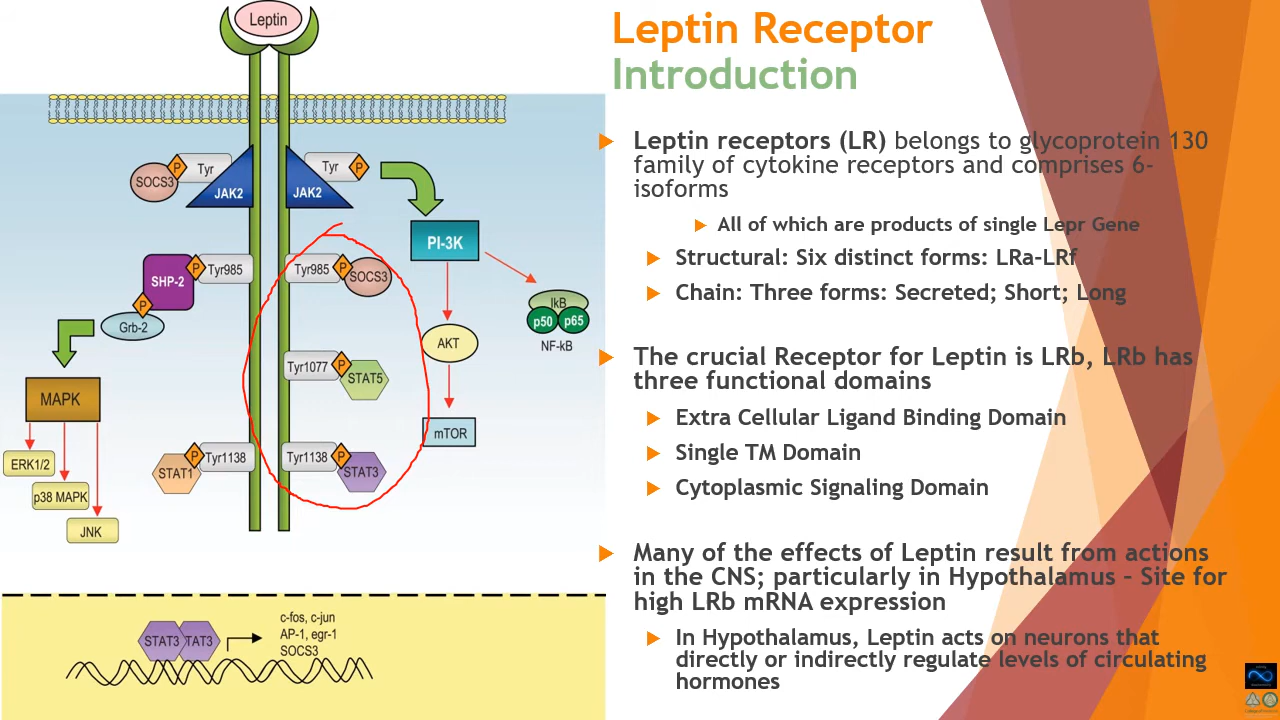 Leptin
Tyr
P
SOCS3
JAK2
Tyr
P
JAK2
PI-3K
IkB
p50
p65
NF-kB
AKT
mTOR
Tyr985
P
SHP-2
P
Grb-2
MAPK
ERK1/2
p38 MAPK
JNK
Tyr985
P
SOCS3
Tyr1077
P
STAT5
Tyr1138
P
STAT1
Tyr1138
P
STAT3
STAT3
TAT3
c-fos, c-jun
AP-1, egr-1
SOCS3
Leptin Receptor
Introduction
Leptin receptors (LR) belongs to glycoprotein 130
family of cytokine receptors and comprises 6-
isoforms
All of which are products of single Lepr Gene
Structural: Six distinct forms: LRa-LRf
Chain: Three forms: Secreted; Short; Long
The crucial Receptor for Leptin is LRb, LRb has
three functional domains
Extra Cellular Ligand Binding Domain
Single TM Domain
Cytoplasmic Signaling Domain
Many of the effects of Leptin result from actions
in the CNS; particularly in Hypothalamus – Site for
high LRb mRNA expression
In Hypothalamus, Leptin acts on neurons that
directly or indirectly regulate levels of circulating
hormones